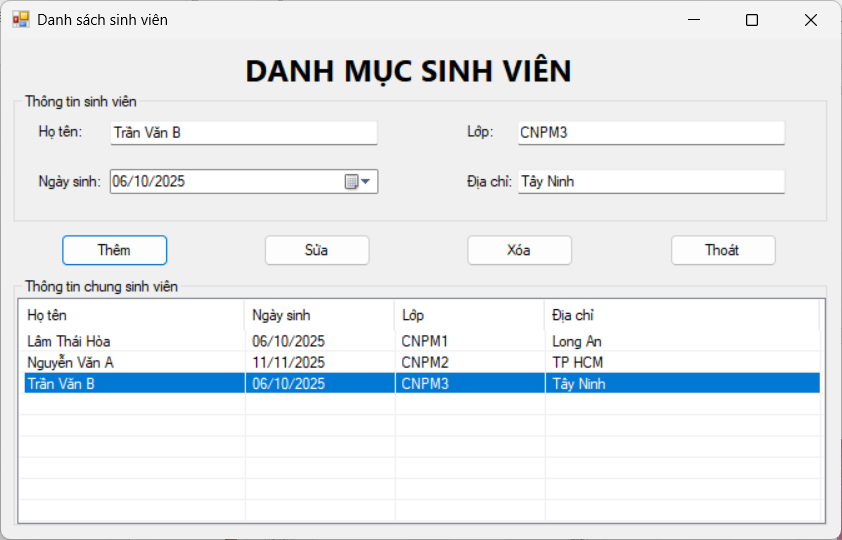 Danh sách sinh viên
DANH MỤC SINH VIÊN
Thông tin sinh viên
Họ tên: Trần Văn B Lớp: CNPM3
Ngày sinh: 06/10/2025 Địa chỉ: Tây Ninh
Thêm Sửa Xóa Thoát
Thông tin chung sinh viên
Họ tên Ngày sinh Lớp Địa chỉ
Lâm Thái Hòa 06/10/2025 CNPM1 Long An
Nguyễn Văn A 11/11/2025 CNPM2 TP HCM
Trần Văn B 06/10/2025 CNPM3 Tây Ninh